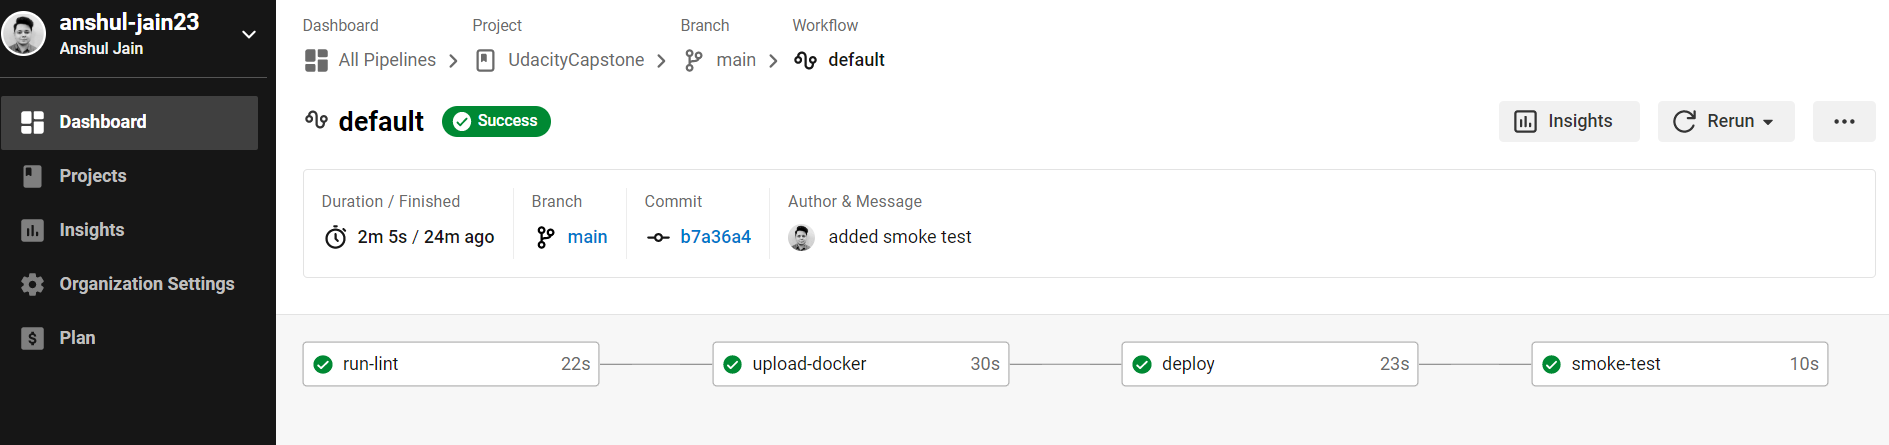 anshul-jain23
Anshul Jain
Dashboard
Projects
Insights
Organization Settings
Plan
Dashboard Project Branch Workflow
All Pipelines UdacityCapstone main default
default Success Insights Rerun
Duration / Finished Branch Commit Author & Message
2m 5s / 24m ago main b7a36a4 added smoke test
run-lint 22s upload-docker 30s deploy 23s smoke-test 10s